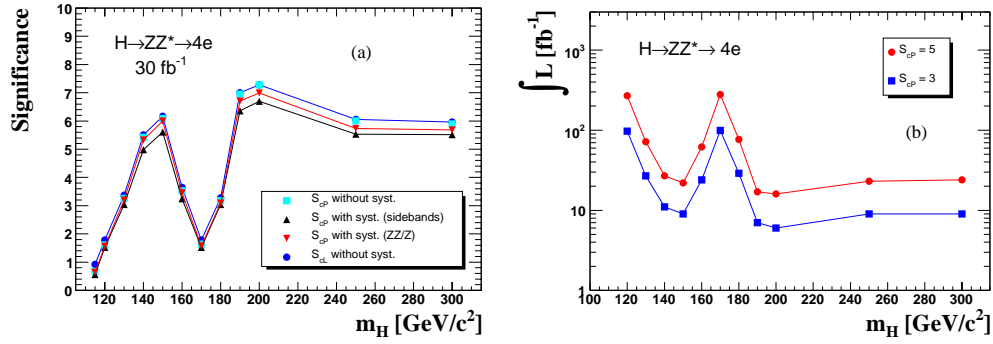 Significance
H→ZZ*→4e
30 fb-1
(a)
S_cP without syst.
S_cP with syst. (sidebands)
S_cP with syst. (ZZ/Z)
S_cL without syst.
0 1 2 3 4 5 6 7 8 9 10
120 140 160 180 200 220 240 260 280 300
m_H [GeV/c²]
∫ L [fb⁻¹]
H→ZZ*→ 4e
S_cP = 5
S_cP = 3
(b)
1 10 10² 10³
100 120 140 160 180 200 220 240 260 280 300
m_H [GeV/c²]